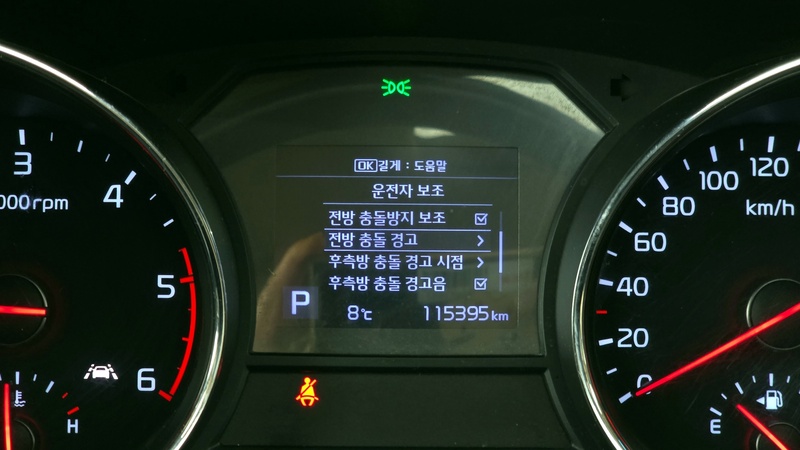 OK길게 : 도움말
운전자 보조
전방 충돌방지 보조
전방 충돌 경고
후측방 충돌 경고 시점
후측방 충돌 경고음
P
8℃
115395 km
3
4
5
6
000rpm
H
0
20
40
60
80
100
120
km/h
E